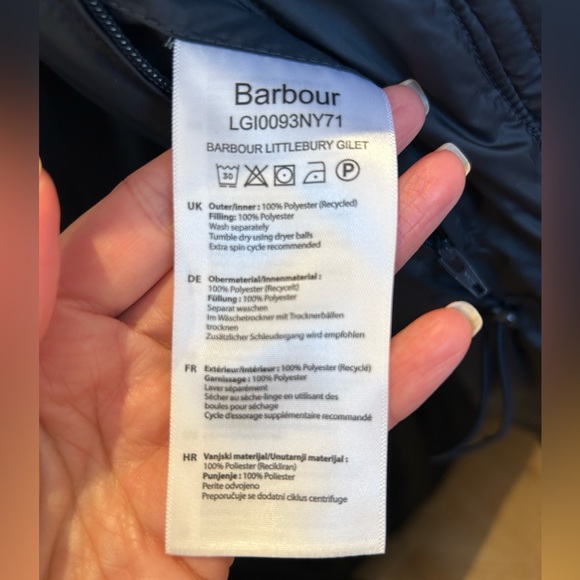 Barbour
LGI0093NY71
BARBOUR LITTLEBURY GILET
30 P
UK Outer/inner : 100% Polyester (Recycled)
Filling: 100% Polyester
Wash separately
Tumble dry using dryer balls
Extra spin cycle recommended
DE Obermaterial/Innenmaterial :
100% Polyester (Recycelt)
Füllung : 100% Polyester
Separat waschen
Im Wäschetrockner mit Trocknerbällen
trocknen
Zusätzlicher Schleudergang wird empfohlen
FR Extérieur/Intérieur : 100% Polyester (Recyclé)
Garnissage : 100% Polyester
Laver séparément
Sécher au sèche-linge en utilisant des
boules pour séchage
Cycle d'essorage supplémentaire recommandé
HR Vanjski materijal/Unutarnji materijal :
100% Poliester (Recikliran)
Punjenje : 100% Poliester
Perite odvojeno
Preporučuje se dodatni ciklus centrifuge